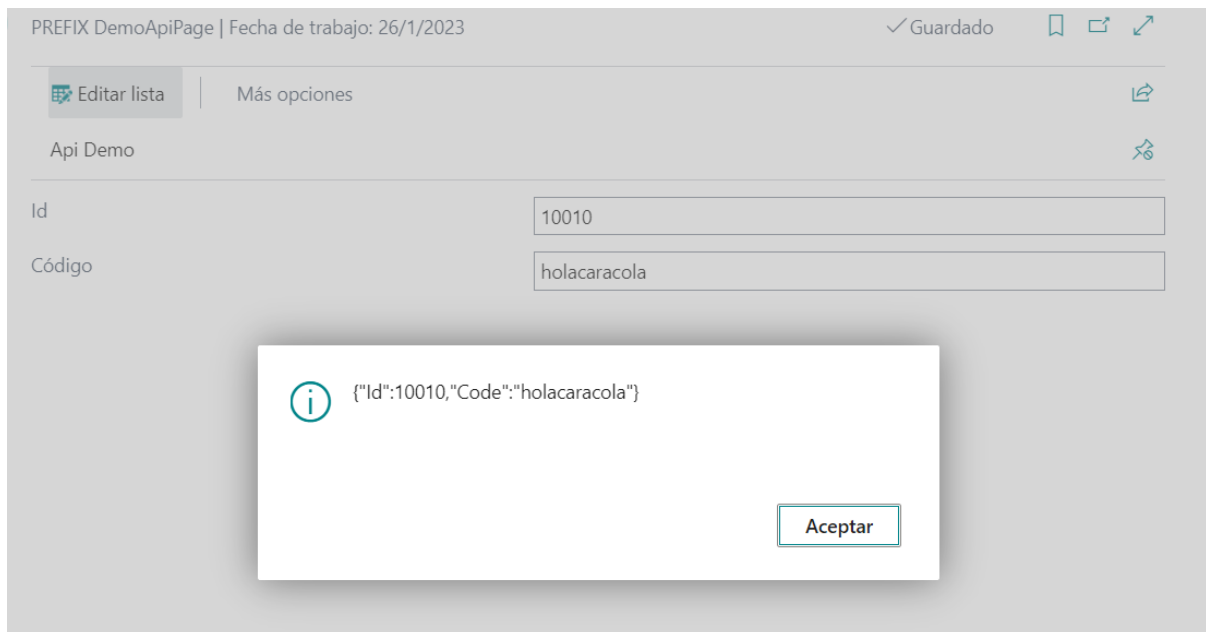 PREFIX DemoApiPage | Fecha de trabajo: 26/1/2023
Guardado
Editar lista
Más opciones
Api Demo
Id
10010
Código
holacaracola
{"Id":10010,"Code":"holacaracola"}
Aceptar